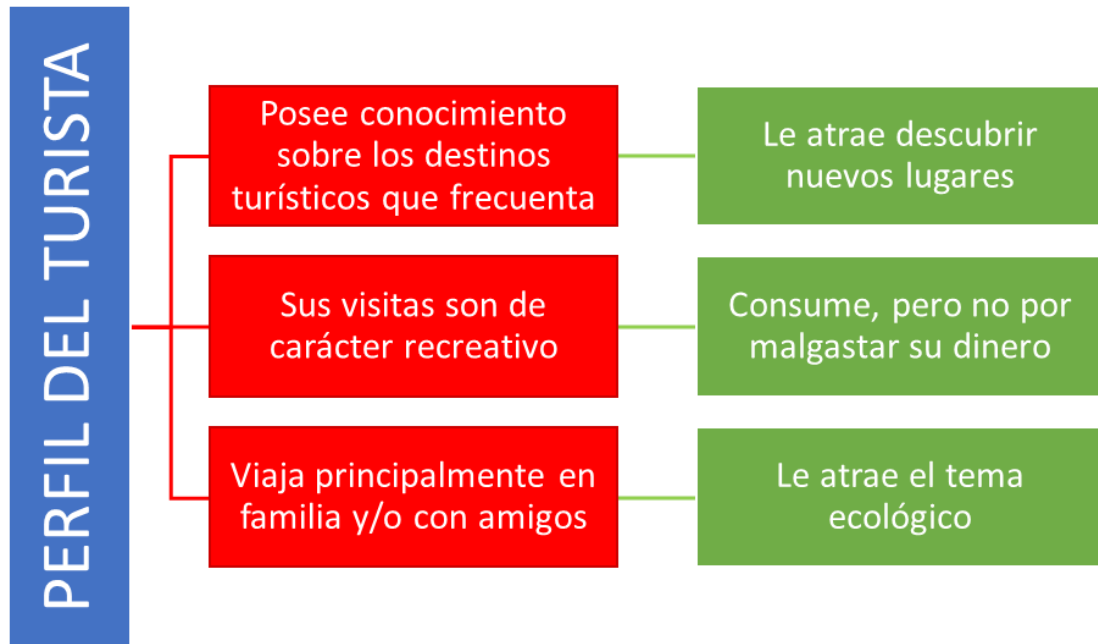 PERFIL DEL TURISTA
Posee conocimiento
sobre los destinos
turísticos que frecuenta
Le atrae descubrir
nuevos lugares
Sus visitas son de
carácter recreativo
Consume, pero no por
malgastar su dinero
Viaja principalmente en
familia y/o con amigos
Le atrae el tema
ecológico